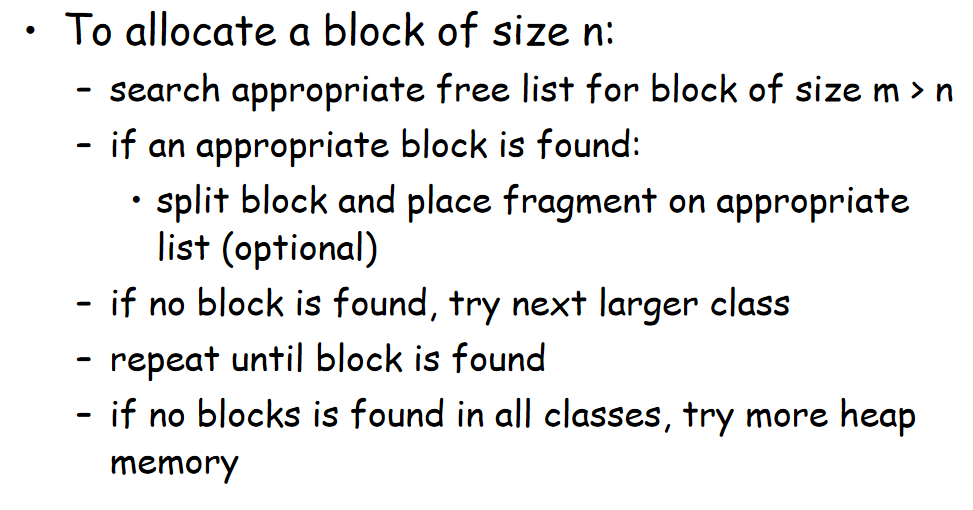 • To allocate a block of size n:
– search appropriate free list for block of size m > n
– if an appropriate block is found:
• split block and place fragment on appropriate
list (optional)
– if no block is found, try next larger class
– repeat until block is found
– if no blocks is found in all classes, try more heap
memory